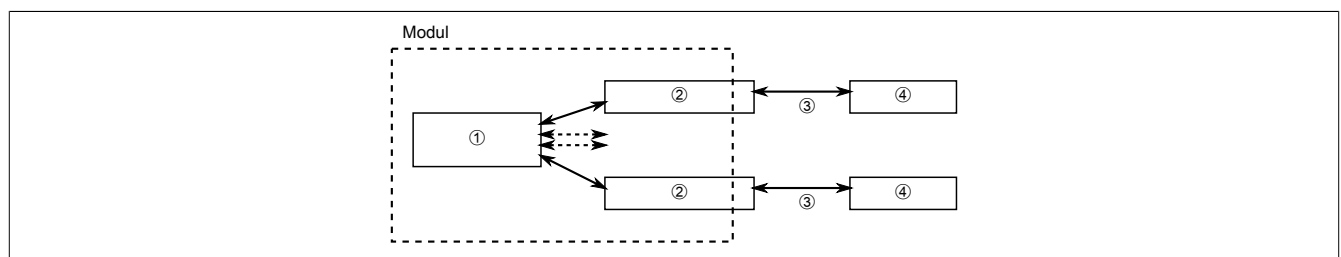 Modul
② ③ ④
①
② ③ ④